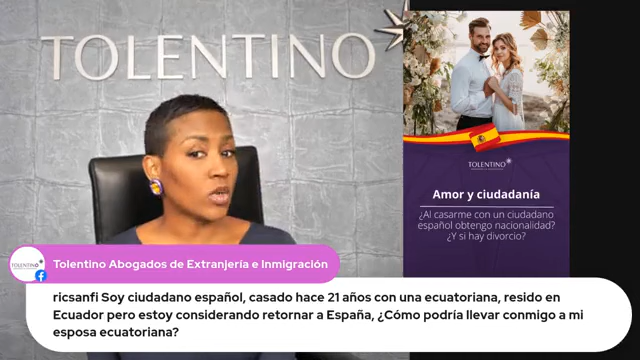 TOLENTINO
TOLENTINO
Amor y ciudadanía
¿Al casarme con un ciudadano
español obtengo nacionalidad?
¿Y si hay divorcio?
TOLENTINO
Tolentino Abogados de Extranjería e Inmigración
ricsanfi Soy ciudadano español, casado hace 21 años con una ecuatoriana, resido en
Ecuador pero estoy considerando retornar a España, ¿Cómo podría llevar conmigo a mi
esposa ecuatoriana?